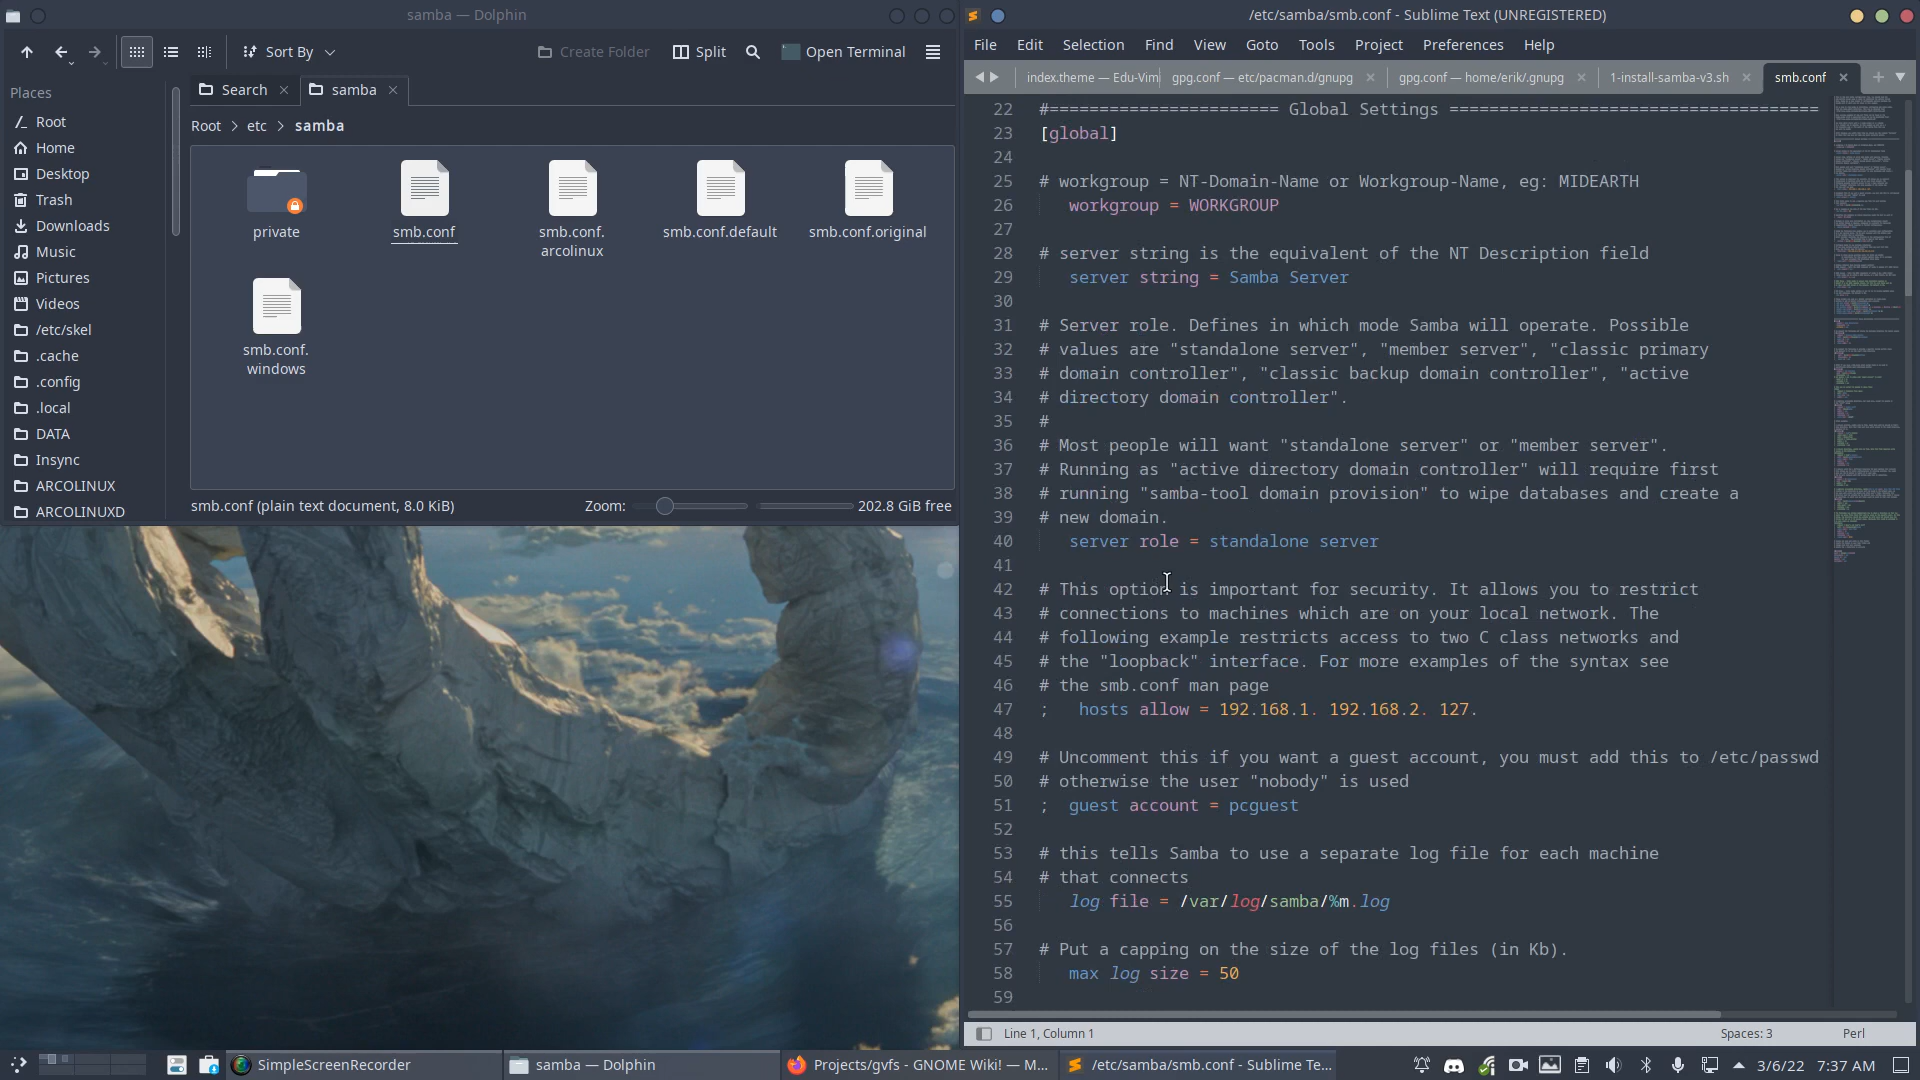 samba — Dolphin
Sort By
Create Folder
Split
Open Terminal
Places
Root
Home
Desktop
Trash
Downloads
Music
Pictures
Videos
/etc/skel
.cache
.config
.local
DATA
Insync
ARCOLINUX
ARCOLINUXD
Search
samba
Root > etc > samba
private
smb.conf
smb.conf.
arcolinux
smb.conf.default
smb.conf.original
smb.conf.
windows
smb.conf (plain text document, 8.0 KiB)
Zoom:
202.8 GiB free
/etc/samba/smb.conf - Sublime Text (UNREGISTERED)
File Edit Selection Find View Goto Tools Project Preferences Help
index.theme — Edu-Vim
gpg.conf — etc/pacman.d/gnupg
gpg.conf — home/erik/.gnupg
1-install-samba-v3.sh
smb.conf
22 #======================= Global Settings =====================================
23 [global]
24
25 # workgroup = NT-Domain-Name or Workgroup-Name, eg: MIDEARTH
26    workgroup = WORKGROUP
27
28 # server string is the equivalent of the NT Description field
29    server string = Samba Server
30
31 # Server role. Defines in which mode Samba will operate. Possible
32 # values are "standalone server", "member server", "classic primary
33 # domain controller", "classic backup domain controller", "active
34 # directory domain controller".
35 #
36 # Most people will want "standalone server" or "member server".
37 # Running as "active directory domain controller" will require first
38 # running "samba-tool domain provision" to wipe databases and create a
39 # new domain.
40    server role = standalone server
41
42 # This option is important for security. It allows you to restrict
43 # connections to machines which are on your local network. The
44 # following example restricts access to two C class networks and
45 # the "loopback" interface. For more examples of the syntax see
46 # the smb.conf man page
47 ;   hosts allow = 192.168.1. 192.168.2. 127.
48
49 # Uncomment this if you want a guest account, you must add this to /etc/passwd
50 # otherwise the user "nobody" is used
51 ;  guest account = pcguest
52
53 # this tells Samba to use a separate log file for each machine
54 # that connects
55    log file = /var/log/samba/%m.log
56
57 # Put a capping on the size of the log files (in Kb).
58    max log size = 50
59
Line 1, Column 1
Spaces: 3
Perl
SimpleScreenRecorder
samba — Dolphin
Projects/gvfs - GNOME Wiki! — M...
/etc/samba/smb.conf - Sublime Te...
3/6/22
7:37 AM